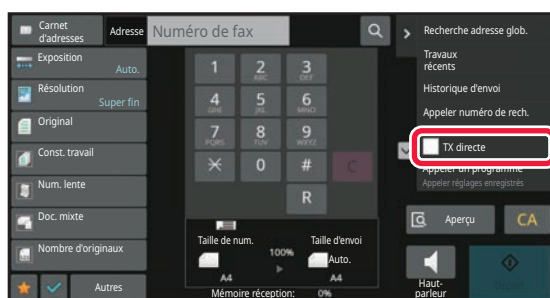 Carnet
d'adresses
Adresse
Numéro de fax
Exposition
Auto.
Résolution
Super fin
Original
Const. travail
Num. lente
Doc. mixte
Nombre d'originaux
Autres
1
2
ABC
3
DEF
4
GHI
5
JKL
6
MNO
7
PQRS
8
TUV
9
WXYZ
0
#
C
R
Taille de num.
100%
Taille d'envoi
Auto.
A4
A4
Mémoire réception:
0%
Recherche adresse glob.
Travaux
récents
Historique d'envoi
Appeler numéro de rech.
TX directe
Appeler un programme
Appeler réglages enregistrés
Aperçu
CA
Haut-
parleur